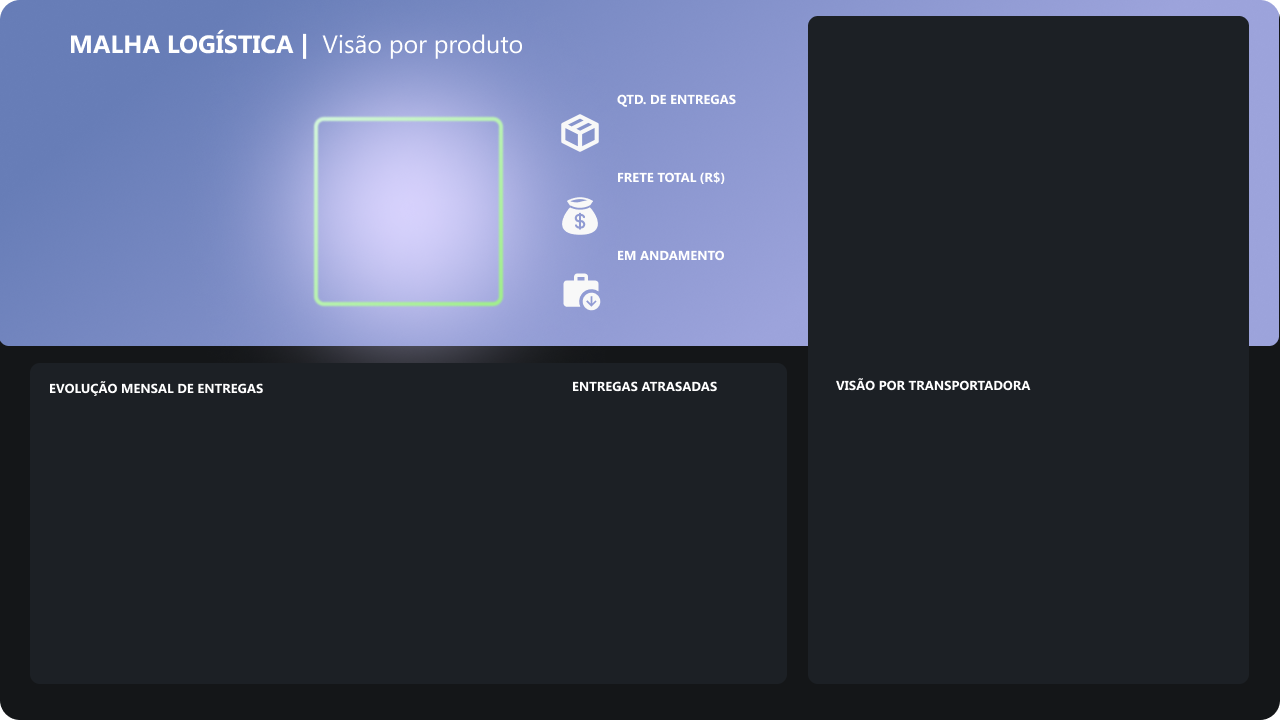 MALHA LOGÍSTICA | Visão por produto
QTD. DE ENTREGAS
FRETE TOTAL (R$)
EM ANDAMENTO
EVOLUÇÃO MENSAL DE ENTREGAS
ENTREGAS ATRASADAS
VISÃO POR TRANSPORTADORA